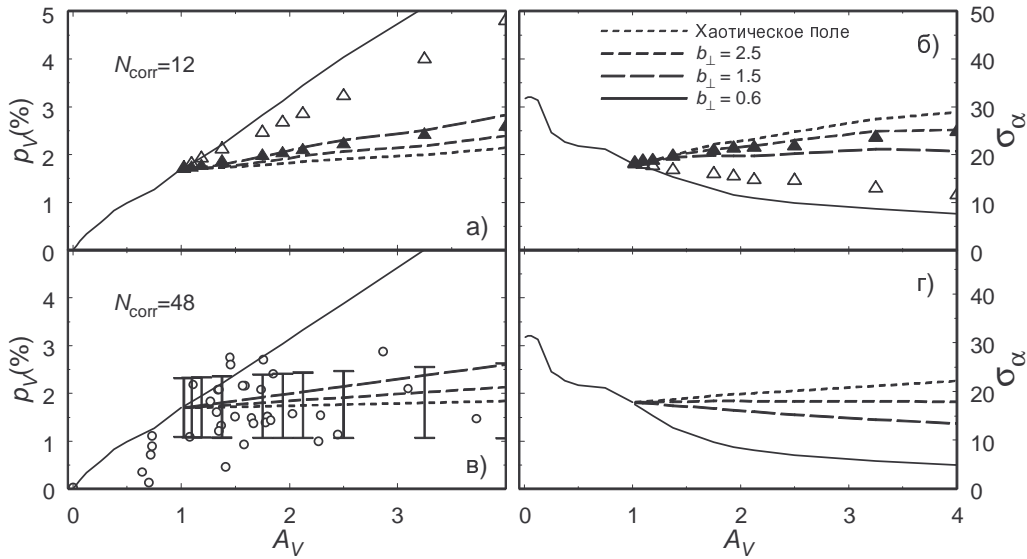 5
4
3
2
1
0
p_V(%)
N_corr=12
а)
50
40
30
20
10
0
σ_α
б)
Хаотическое поле
b_⊥ = 2.5
b_⊥ = 1.5
b_⊥ = 0.6
4
3
2
1
0
p_V(%)
N_corr=48
в)
0 1 2 3
A_V
г)
40
30
20
10
0
σ_α
0 1 2 3 4
A_V